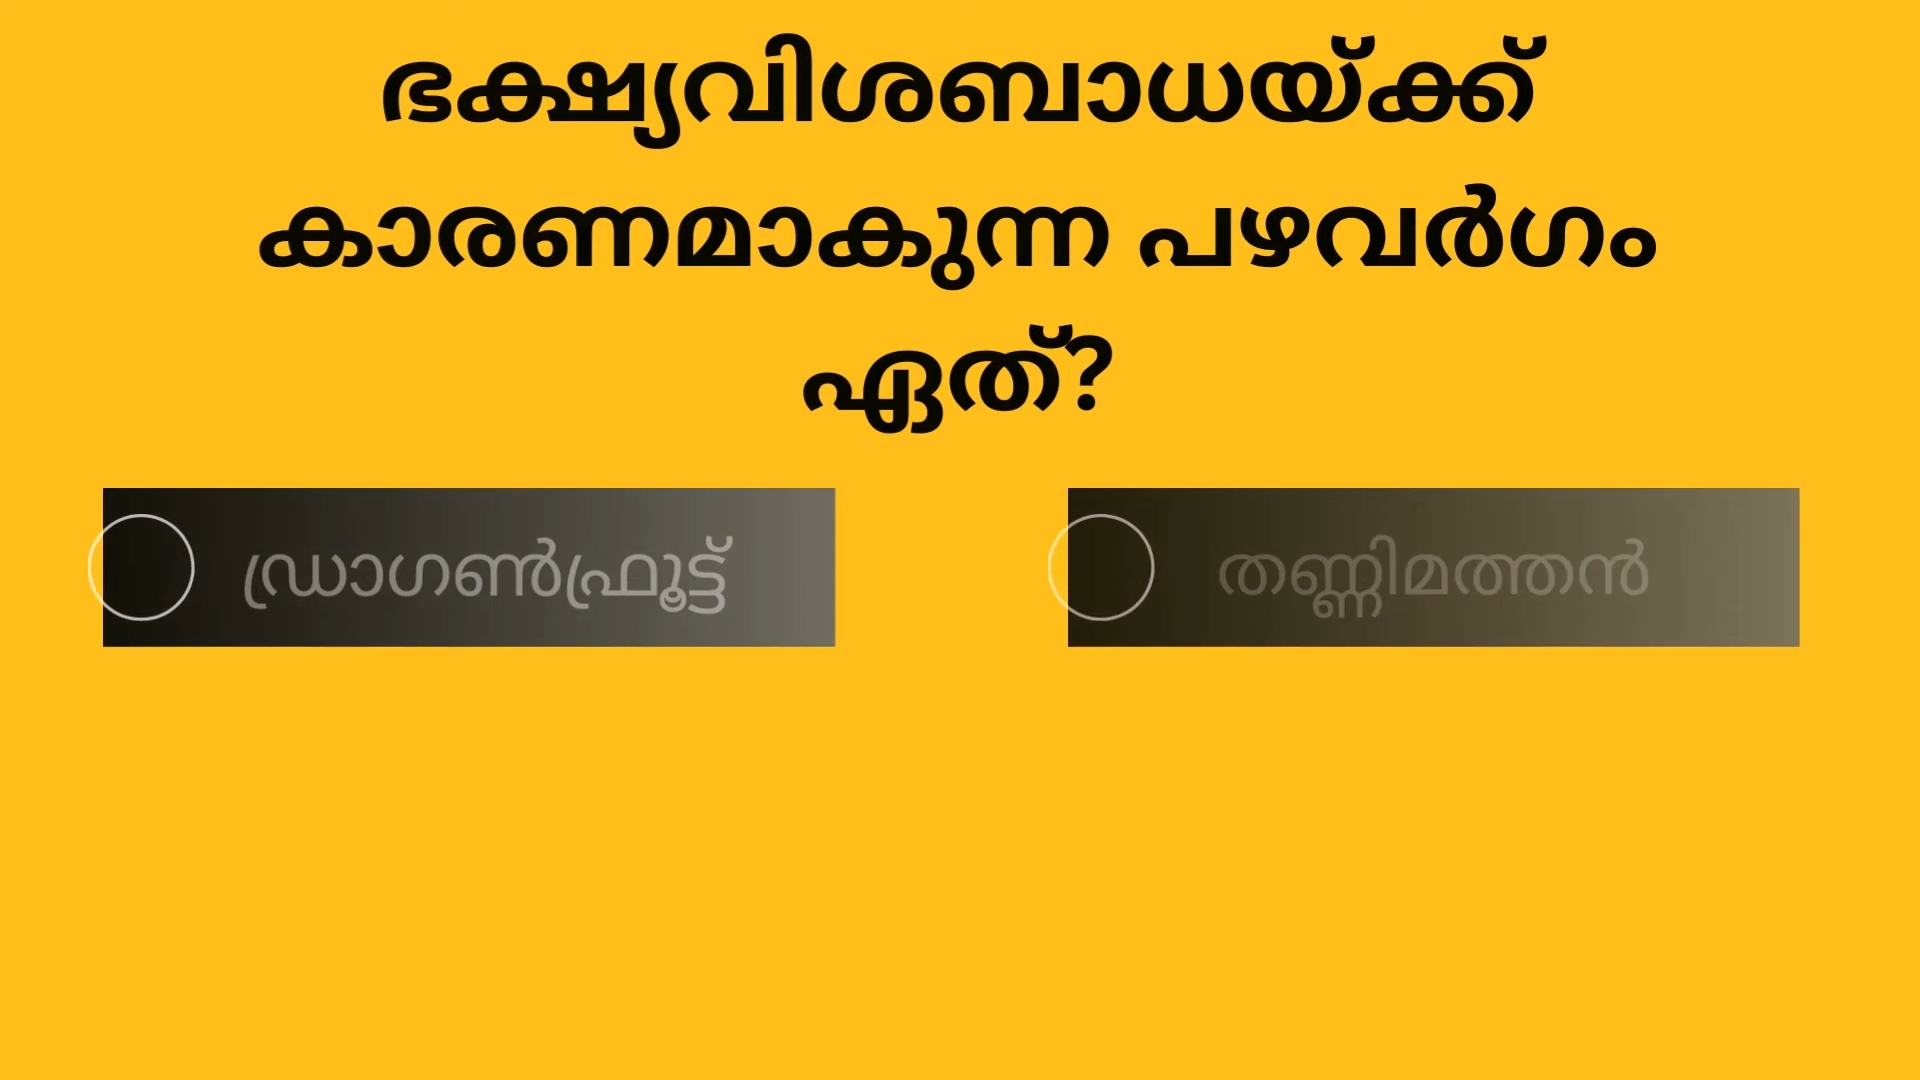 ഭക്ഷ്യവിശബാധയ്ക്ക്
കാരണമാകുന്ന പഴവർഗം
ഏത്?
ഡ്രാഗൺഫ്രൂട്ട്
തണ്ണിമത്തൻ